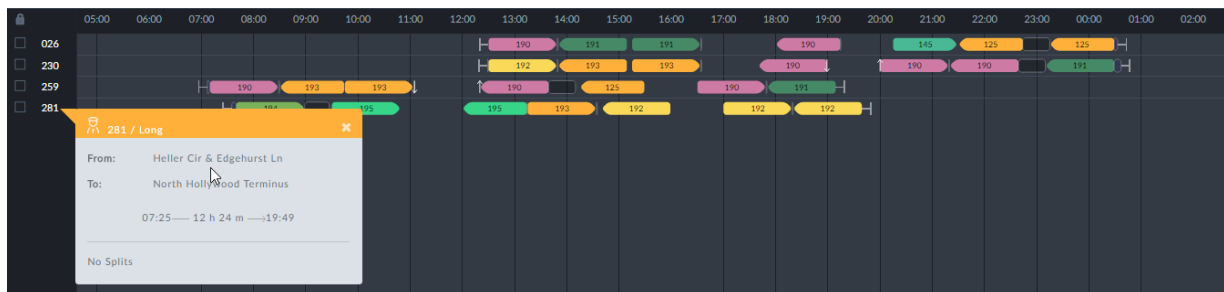 05:00 06:00 07:00 08:00 09:00 10:00 11:00 12:00 13:00 14:00 15:00 16:00 17:00 18:00 19:00 20:00 21:00 22:00 23:00 00:00 01:00 02:00
026 190 191 191 190 145 125 125
230 192 193 193 190 190 190 191
259 190 193 193 190 125 190 191
281 194 195 195 193 192 192 192
281 / Long
From: Heller Cir & Edgehurst Ln
To: North Hollywood Terminus
07:25 12 h 24 m 19:49
No Splits